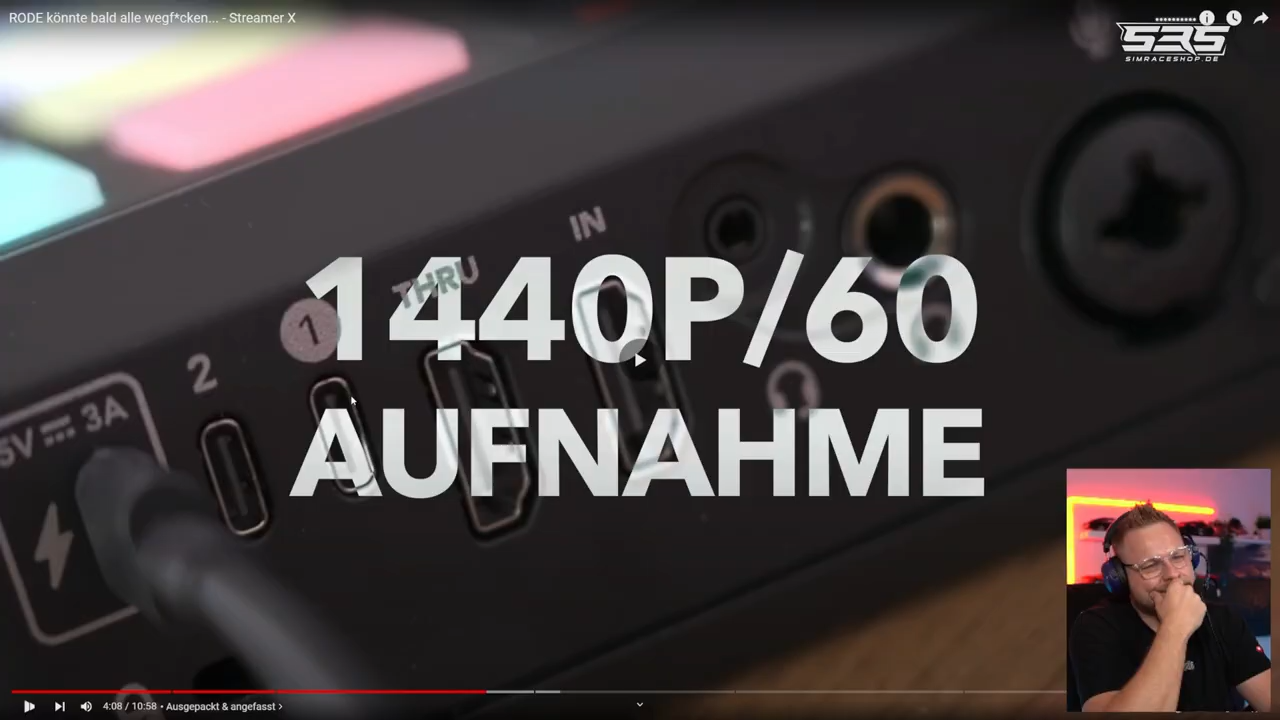 RODE könnte bald alle wegf*cken... - Streamer X
SRS
SIMRACESHOP.DE
IN
THRU
1
2
5V 3A
1440P/60
AUFNAHME
4:08 / 10:58 • Ausgepackt & angefasst ›